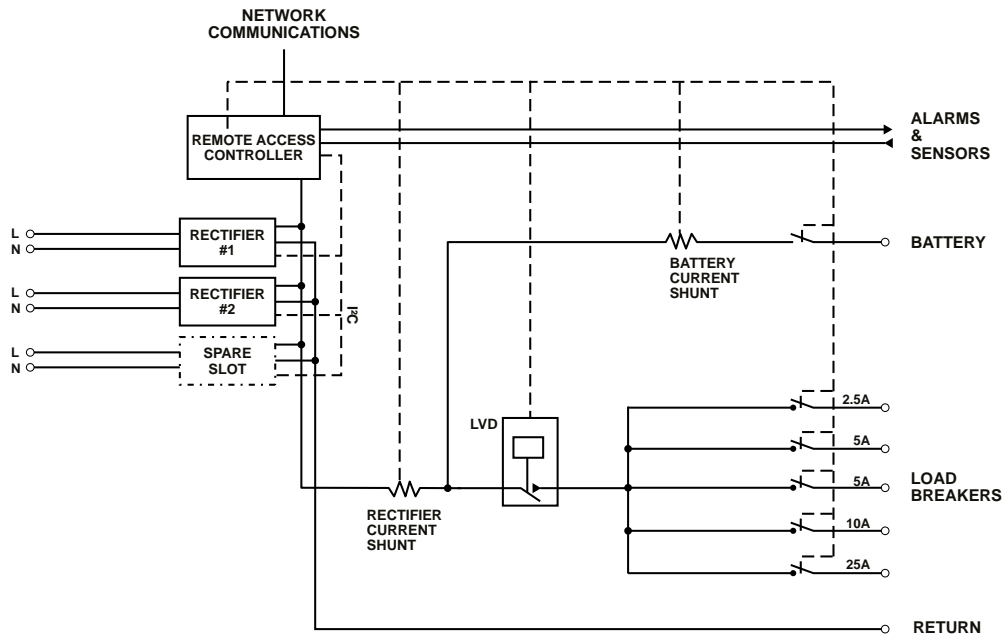 NETWORK
COMMUNICATIONS
REMOTE ACCESS
CONTROLLER
ALARMS
&
SENSORS
L
N
RECTIFIER
#1
L
N
RECTIFIER
#2
L
N
SPARE
SLOT
I²C
BATTERY
CURRENT
SHUNT
BATTERY
LVD
RECTIFIER
CURRENT
SHUNT
2.5A
5A
5A
10A
25A
LOAD
BREAKERS
RETURN